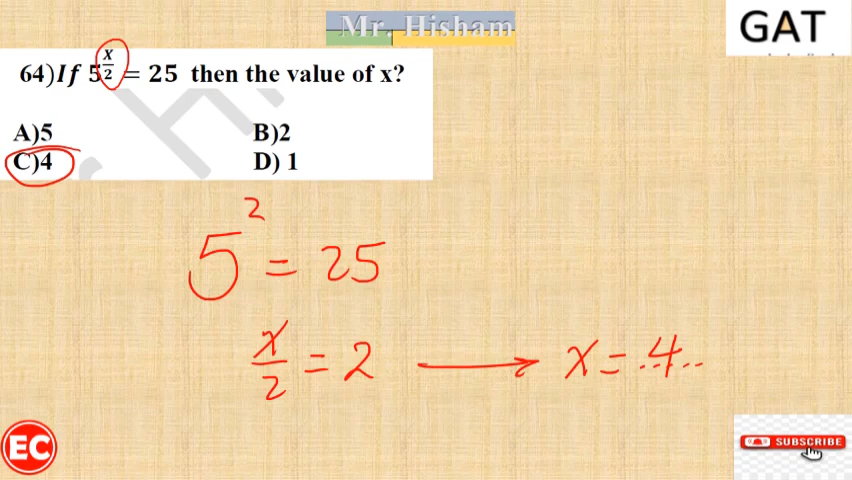 Mr. Hisham
GAT
64)If 5^(x/2) = 25 then the value of x?
A)5
B)2
C)4
D) 1
5^2 = 25
x/2 = 2 → x = 4
EC
SUBSCRIBE